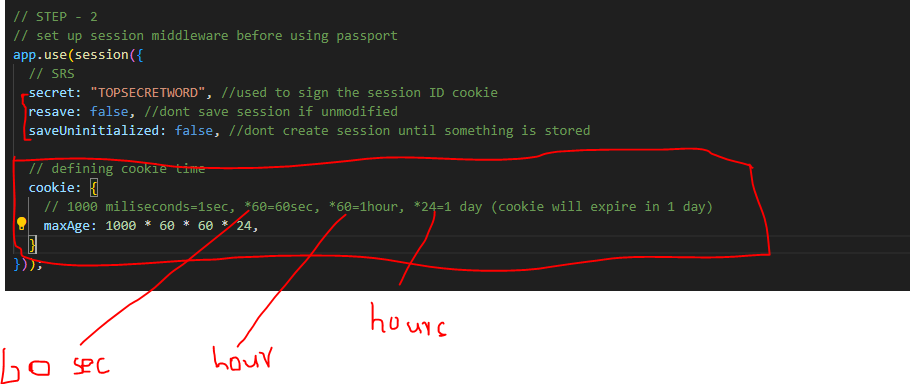 // STEP - 2
// set up session middleware before using passport
app.use(session({
// SRS
secret: "TOPSECRETWORD", //used to sign the session ID cookie
resave: false, //dont save session if unmodified
saveUninitialized: false, //dont create session until something is stored
// defining cookie time
cookie: {
// 1000 miliseconds=1sec, *60=60sec, *60=1hour, *24=1 day (cookie will expire in 1 day)
maxAge: 1000 * 60 * 60 * 24,
}
}));
60 sec
hour
hours